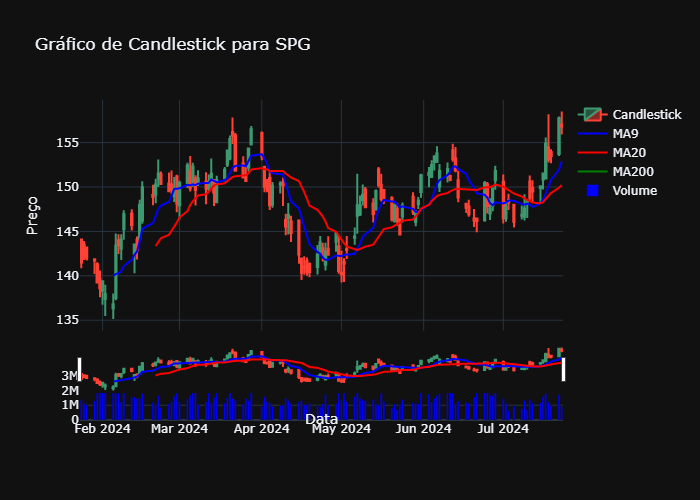 Gráfico de Candlestick para SPG
Candlestick
MA9
MA20
MA200
Volume
Preço
155
150
145
140
135
3M
2M
1M
0
Feb 2024 Mar 2024 Apr 2024 May 2024 Jun 2024 Jul 2024
Data